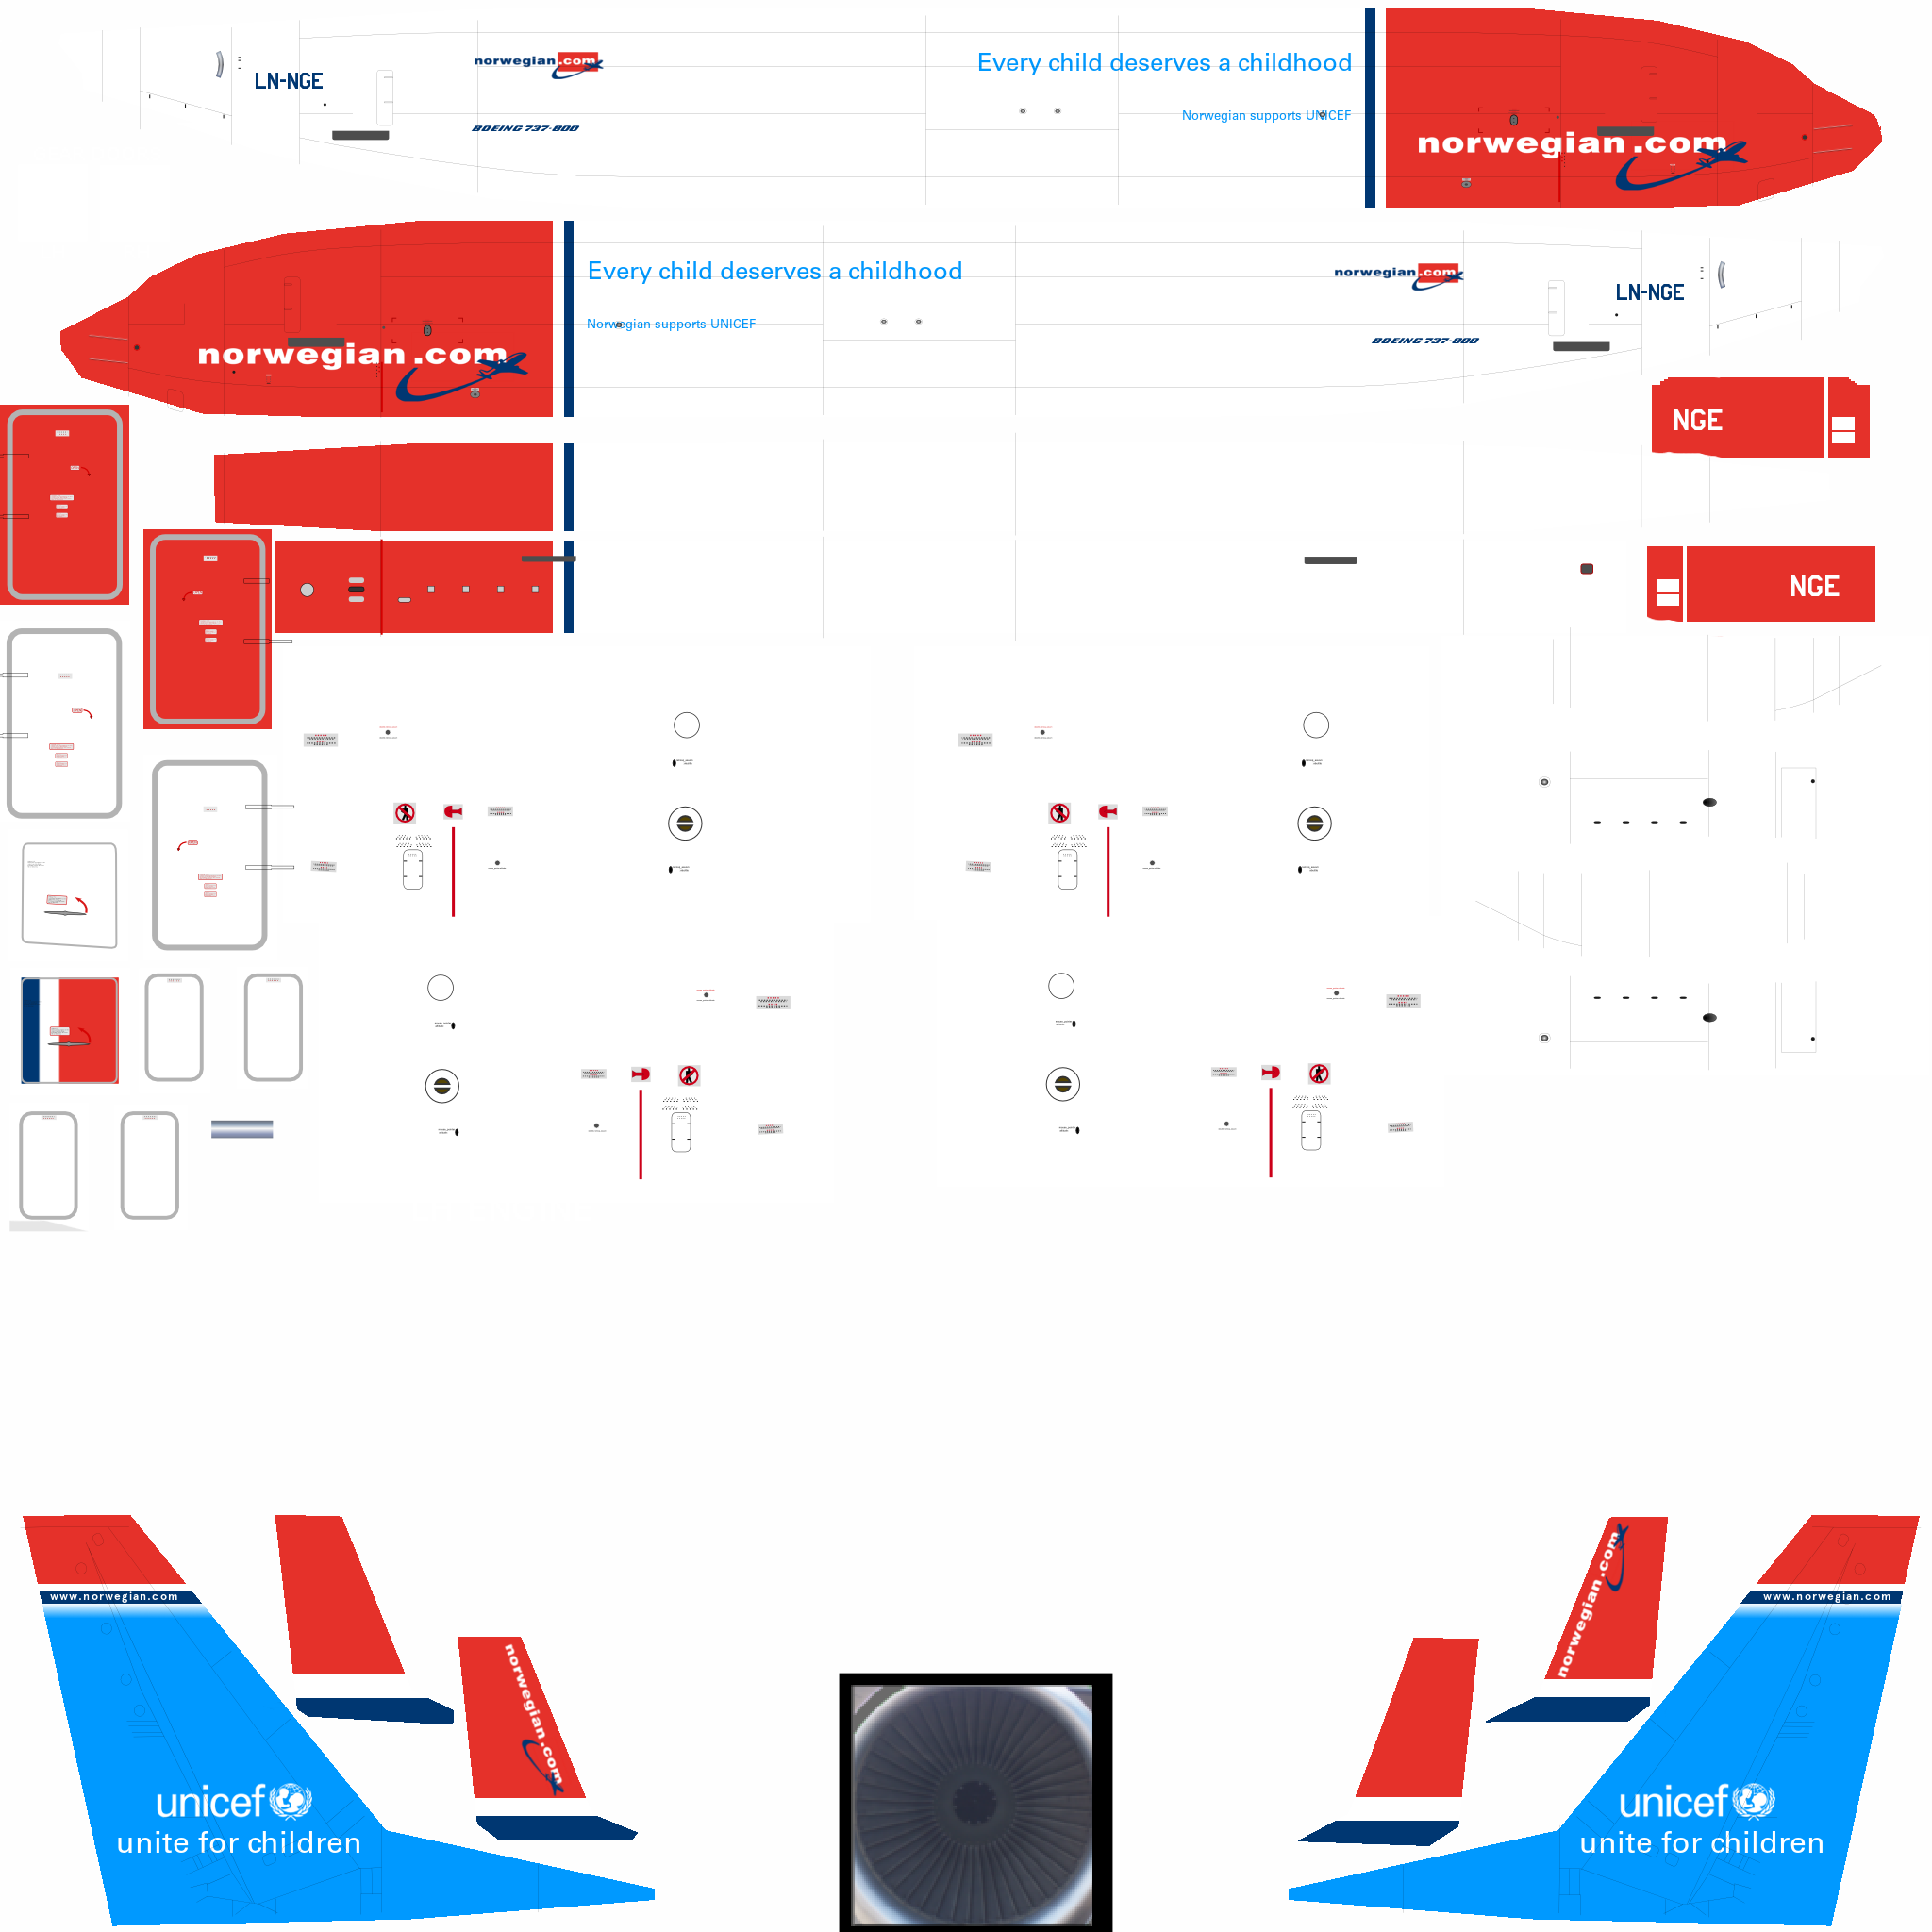 norwegian.com
Every child deserves a childhood
LN-NGE
Norwegian supports UNICEF
BOEING 737-800
norwegian.com
Every child deserves a childhood
norwegian.com
LN-NGE
Norwegian supports UNICEF
BOEING 737-800
norwegian.com
NGE
NGE
www.norwegian.com
www.norwegian.com
norwegian.com
norwegian.com
unicef
unite for children
unicef
unite for children